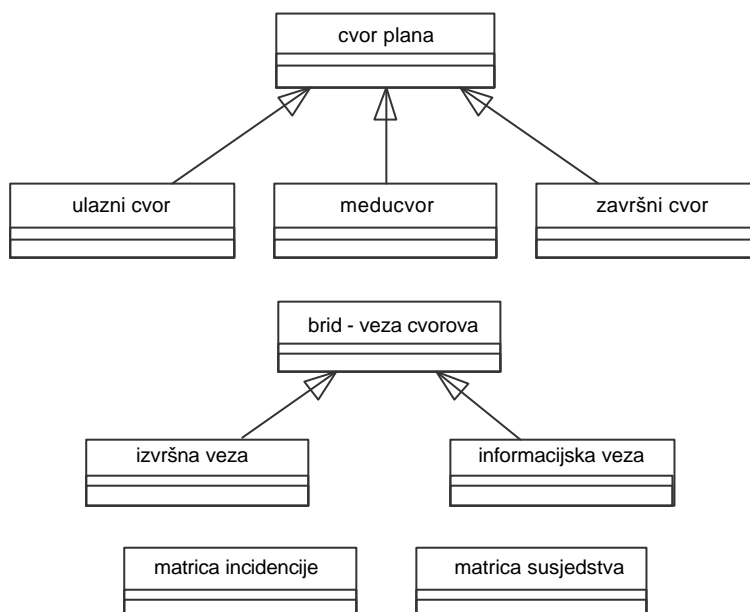 cvor plana
ulazni cvor
meducvor
završni cvor
brid - veza cvorova
izvršna veza
informacijska veza
matrica incidencije
matrica susjedstva